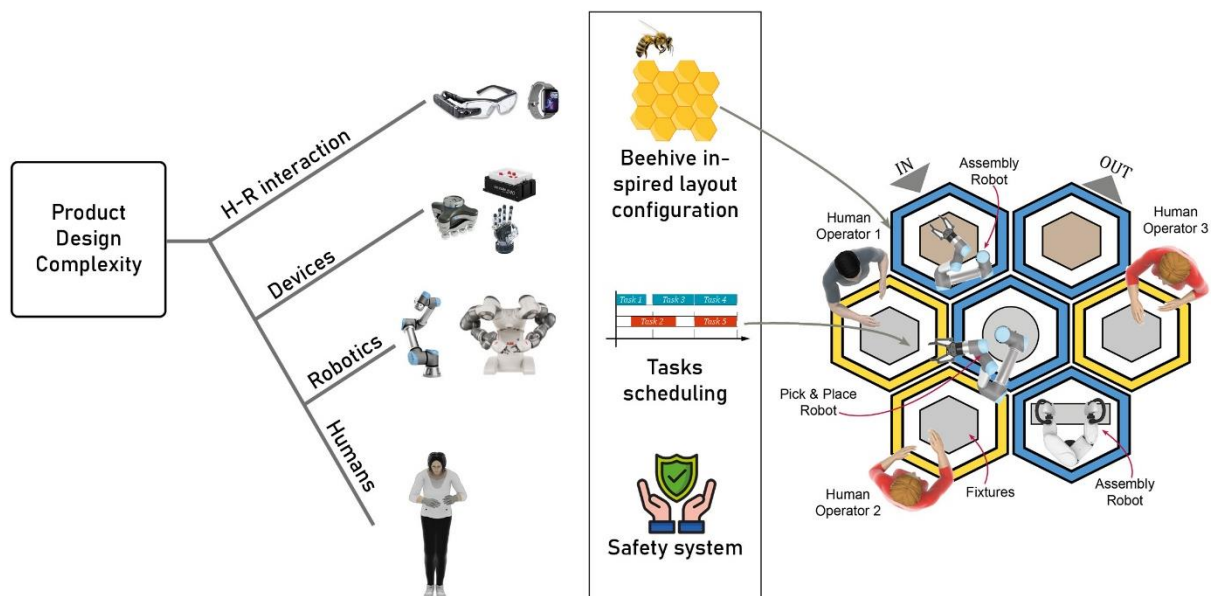 Product
Design
Complexity
H-R interaction
Devices
Robotics
Humans
Beehive in-
spired layout
configuration
Task 1
Task 3
Task 4
Task 2
Task 5
Tasks
scheduling
Safety system
IN
OUT
Assembly
Robot
Human
Operator 1
Human
Operator 3
Pick & Place
Robot
Human
Operator 2
Fixtures
Assembly
Robot